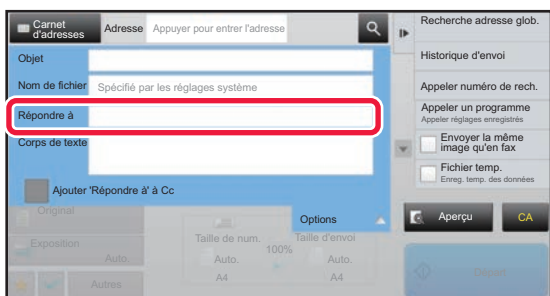 Carnet
d'adresses
Adresse
Appuyer pour entrer l'adresse
Objet
Nom de fichier
Spécifié par les réglages système
Répondre à
Corps de texte
Ajouter 'Répondre à' à Cc
Options
Original
Exposition
Auto.
Autres
Taille de num.
100%
Taille d'envoi
Auto.
A4
Auto.
A4
Recherche adresse glob.
Historique d'envoi
Appeler numéro de rech.
Appeler un programme
Appeler réglages enregistrés
Envoyer la même
image qu'en fax
Fichier temp.
Enreg. temp. des données
Aperçu
CA
Départ